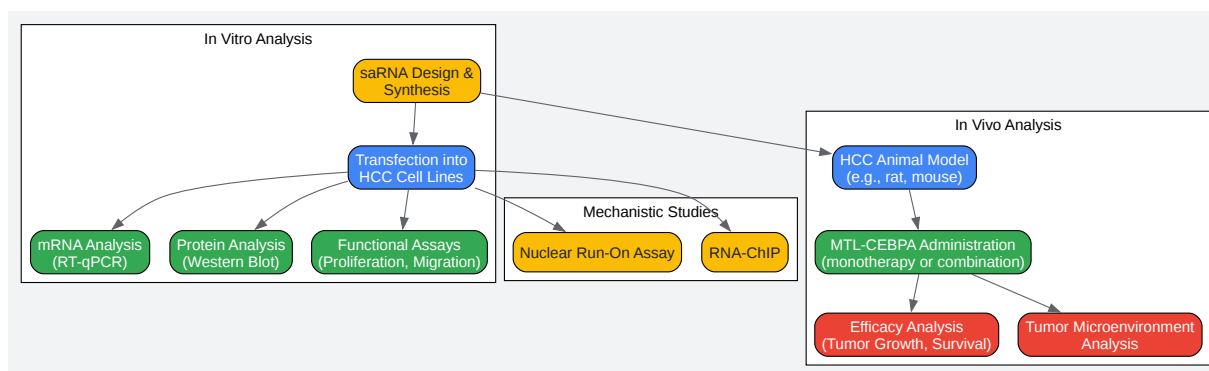 In Vitro Analysis
saRNA Design &
Synthesis
Transfection into
HCC Cell Lines
mRNA Analysis
(RT-qPCR)
Protein Analysis
(Western Blot)
Functional Assays
(Proliferation, Migration)
Mechanistic Studies
Nuclear Run-On Assay
RNA-ChIP
In Vivo Analysis
HCC Animal Model
(e.g., rat, mouse)
MTL-CEBPA Administration
(monotherapy or combination)
Efficacy Analysis
(Tumor Growth, Survival)
Tumor Microenvironment
Analysis